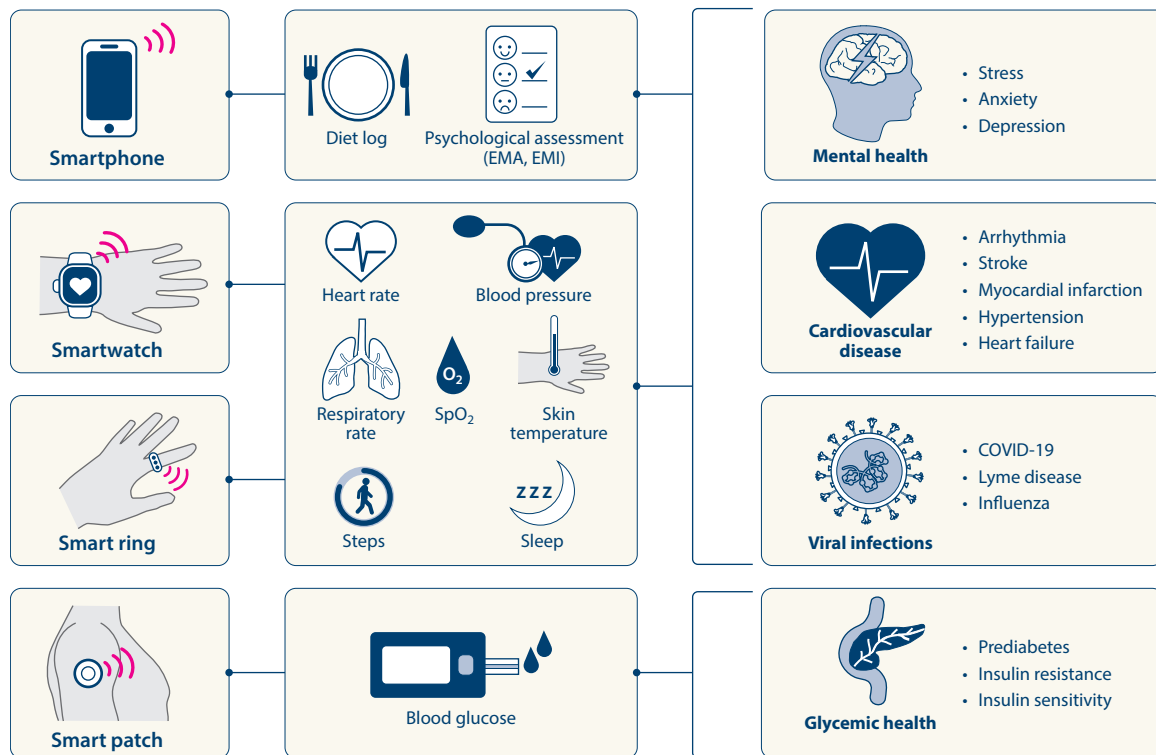 Smartphone
Diet log
Psychological assessment
(EMA, EMI)
Mental health
• Stress
• Anxiety
• Depression
Smartwatch
Heart rate
Blood pressure
Respiratory
rate
O₂
SpO₂
Skin
temperature
Cardiovascular
disease
• Arrhythmia
• Stroke
• Myocardial infarction
• Hypertension
• Heart failure
Smart ring
Steps
zzz
Sleep
Viral infections
• COVID-19
• Lyme disease
• Influenza
Smart patch
Blood glucose
Glycemic health
• Prediabetes
• Insulin resistance
• Insulin sensitivity